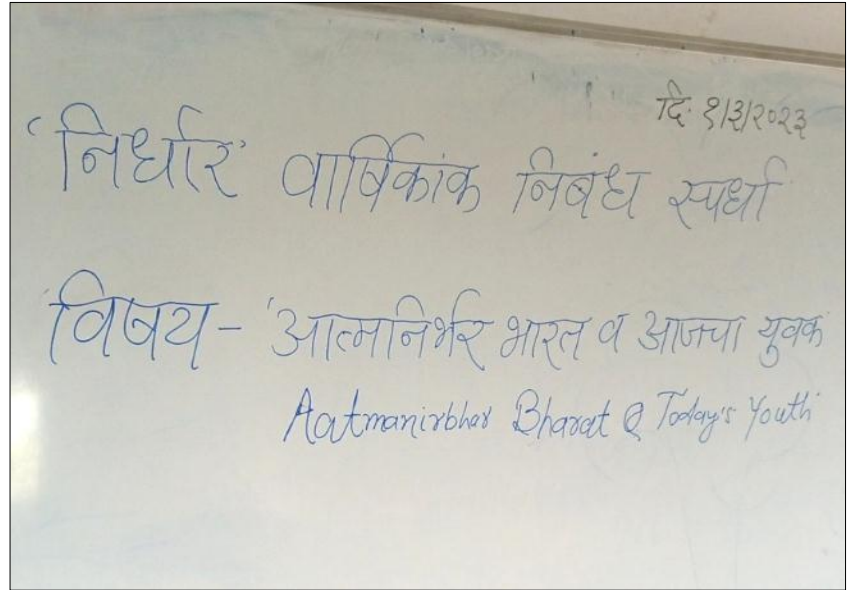 दि. १/३/२०२३
'निर्धार' वार्षिकांक निबंध स्पर्धा
विषय - 'आत्मनिर्भर भारत व आजचा युवक
Aatmanirbhar Bharat & Today's Youth